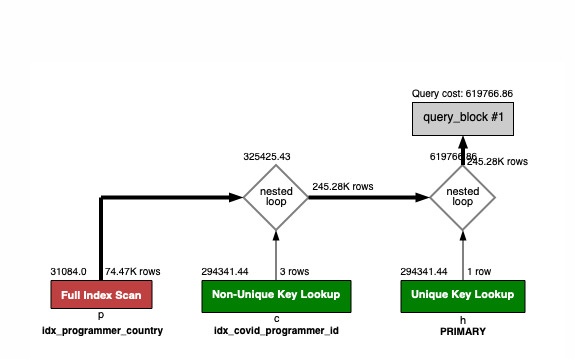 Query cost: 619766.86
query_block #1
325425.43
619766.86
245.28K rows
nested
loop
245.28K rows
nested
loop
31084.0
74.47K rows
294341.44
3 rows
294341.44
1 row
Full Index Scan
Non-Unique Key Lookup
Unique Key Lookup
p
c
h
idx_programmer_country
idx_covid_programmer_id
PRIMARY